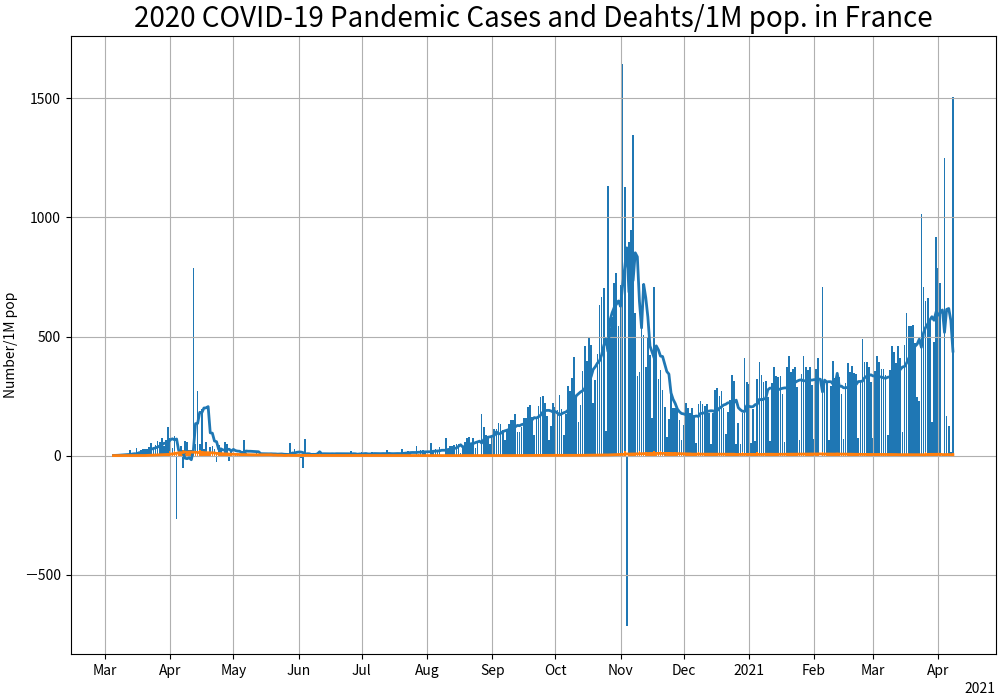 2020 COVID-19 Pandemic Cases and Deahts/1M pop. in France
Number/1M pop
1500
1000
500
0
−500
Mar Apr May Jun Jul Aug Sep Oct Nov Dec 2021 Feb Mar Apr
2021